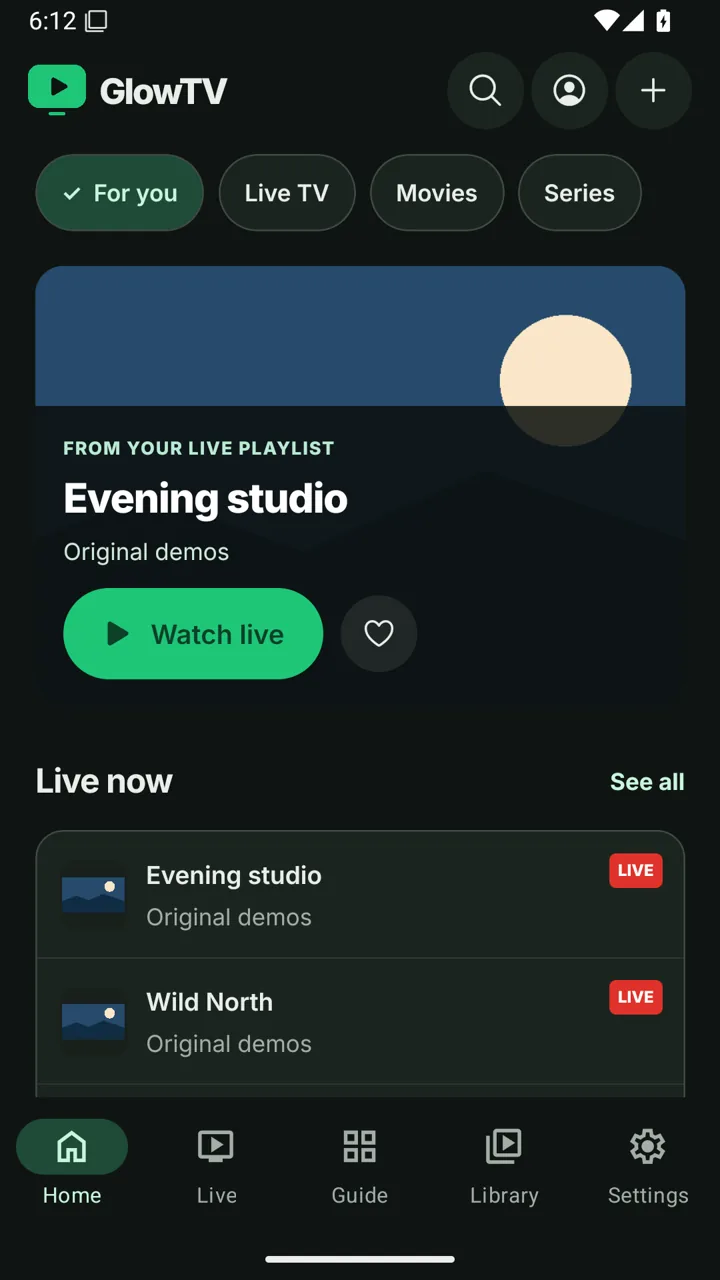 6:12
GlowTV
For you
Live TV
Movies
Series
FROM YOUR LIVE PLAYLIST
Evening studio
Original demos
Watch live
Live now
See all
Evening studio
LIVE
Original demos
Wild North
LIVE
Original demos
Home
Live
Guide
Library
Settings